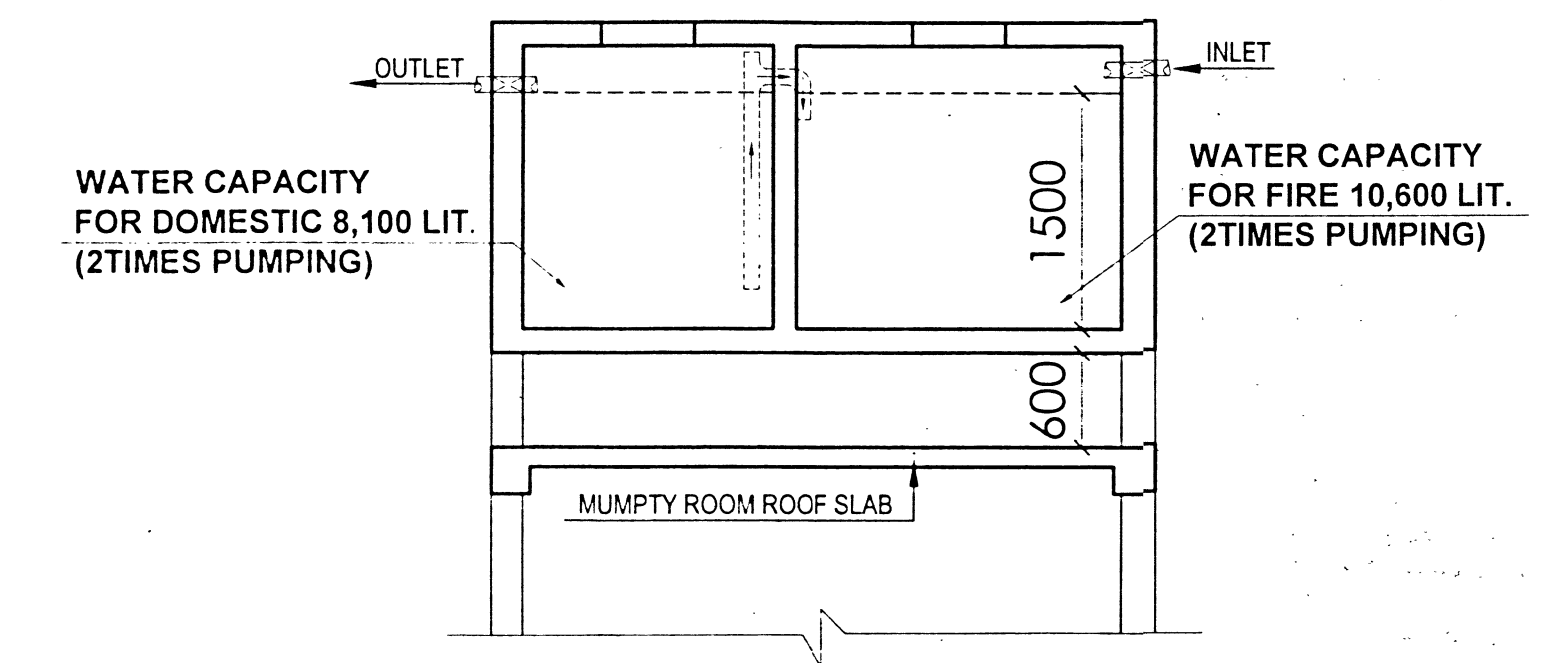 OUTLET
INLET
WATER CAPACITY
FOR DOMESTIC 8,100 LIT.
(2TIMES PUMPING)
WATER CAPACITY
FOR FIRE 10,600 LIT.
(2TIMES PUMPING)
1500
600
MUMPTY ROOM ROOF SLAB